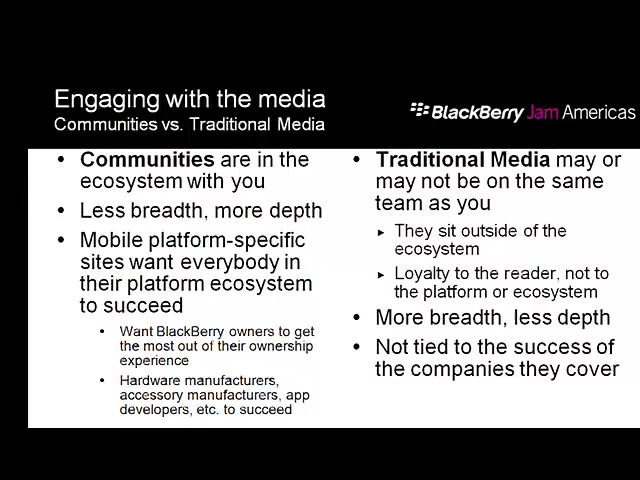 Engaging with the media
Communities vs. Traditional Media
BlackBerry Jam Americas
• Communities are in the
ecosystem with you
• Less breadth, more depth
• Mobile platform-specific
sites want everybody in
their platform ecosystem
to succeed
• Want BlackBerry owners to get
the most out of their ownership
experience
• Hardware manufacturers,
accessory manufacturers, app
developers, etc. to succeed
• Traditional Media may or
may not be on the same
team as you
▸ They sit outside of the
ecosystem
▸ Loyalty to the reader, not to
the platform or ecosystem
• More breadth, less depth
• Not tied to the success of
the companies they cover